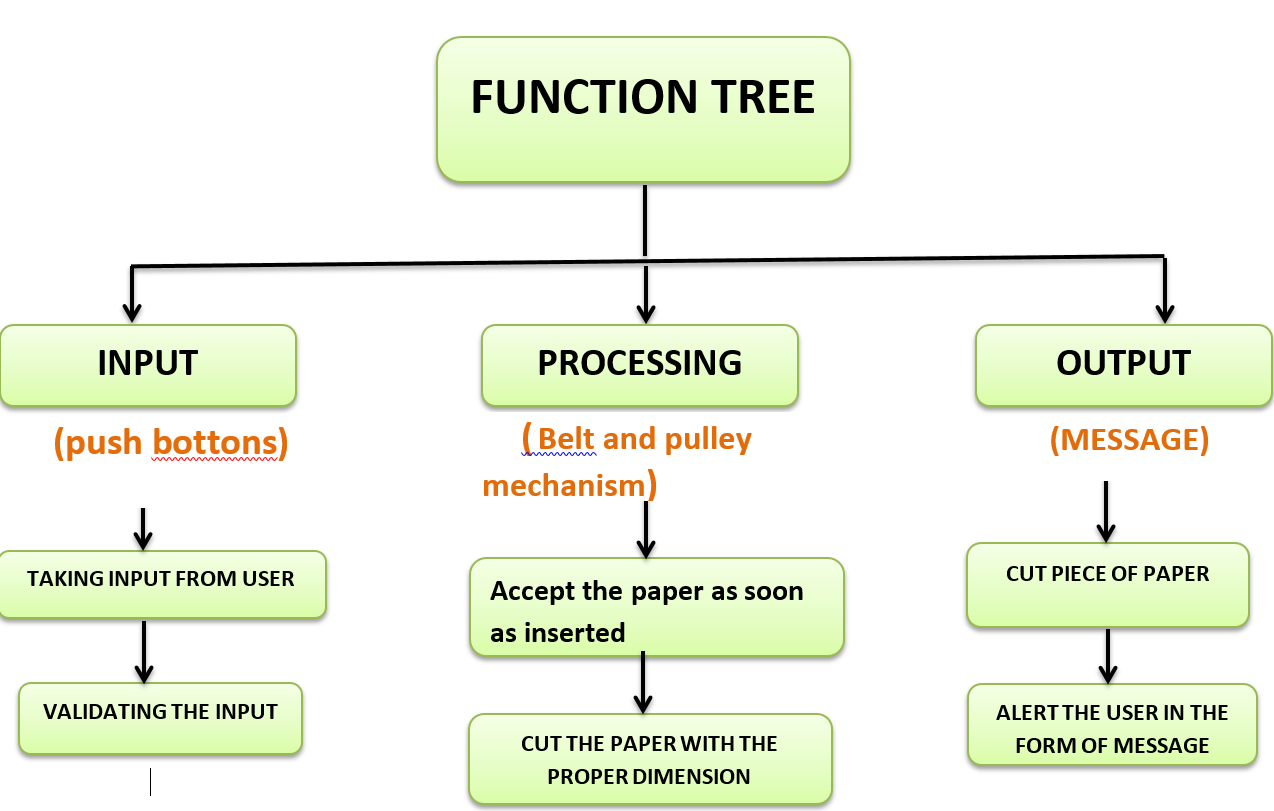 FUNCTION TREE
INPUT
(push bottons)
TAKING INPUT FROM USER
VALIDATING THE INPUT
PROCESSING
( Belt and pulley
mechanism)
Accept the paper as soon
as inserted
CUT THE PAPER WITH THE
PROPER DIMENSION
OUTPUT
(MESSAGE)
CUT PIECE OF PAPER
ALERT THE USER IN THE
FORM OF MESSAGE